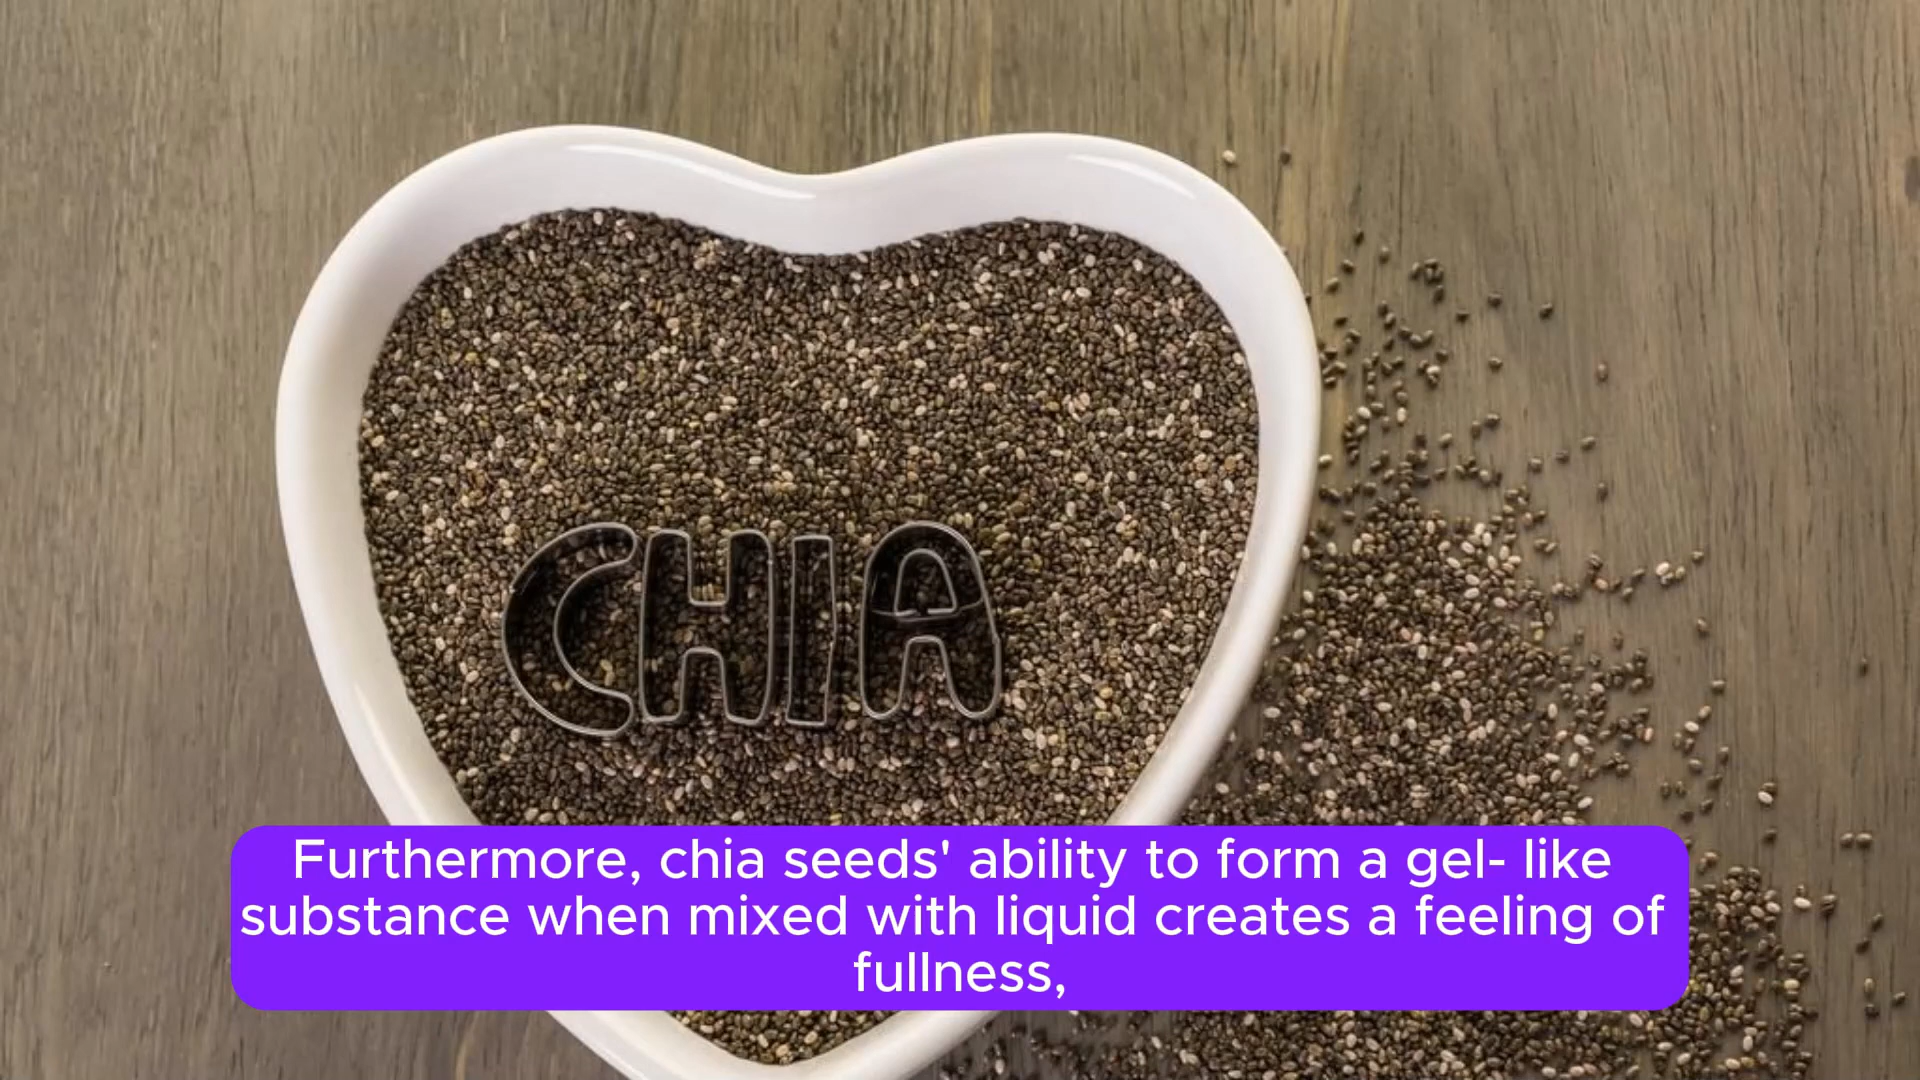 CHIA
Furthermore, chia seeds' ability to form a gel- like
substance when mixed with liquid creates a feeling of
fullness,